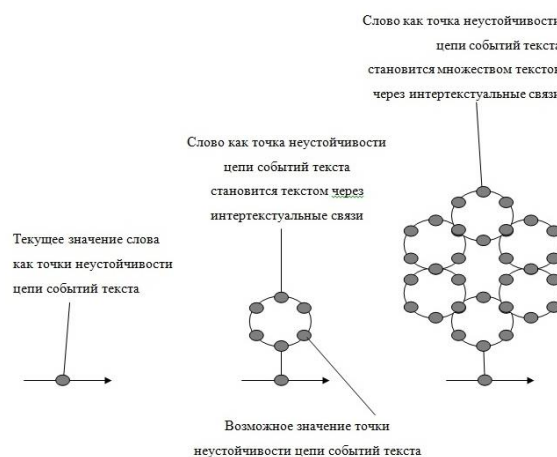 Слово как точка неустойчивости
цепи событий текста
становится множеством текстов
через интертекстуальные связи
Слово как точка неустойчивости
цепи событий текста
становится текстом через
интертекстуальные связи
Текущее значение слова
как точки неустойчивости
цепи событий текста
Возможное значение точки
неустойчивости цепи событий текста